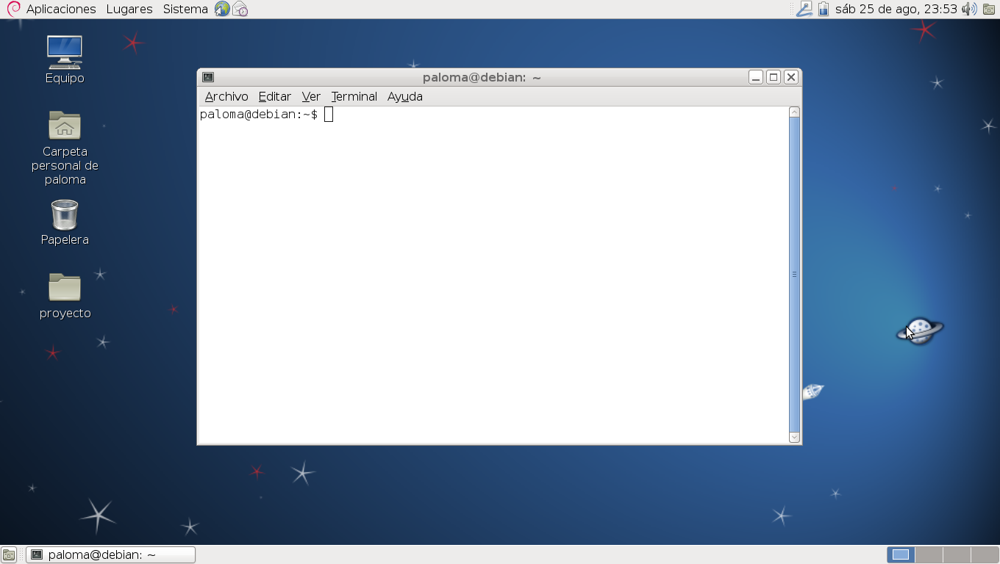 Aplicaciones Lugares Sistema
sáb 25 de ago, 23:53
Equipo
Carpeta
personal de
paloma
Papelera
proyecto
paloma@debian: ~
Archivo Editar Ver Terminal Ayuda
paloma@debian:~$
paloma@debian: ~